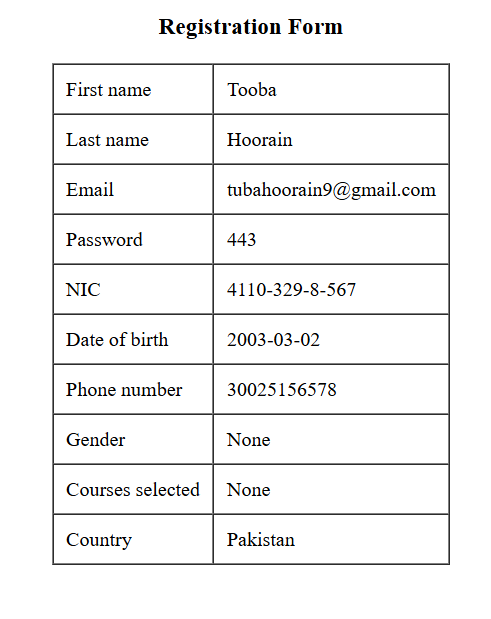 Registration Form
First name Tooba
Last name Hoorain
Email tubahoorain9@gmail.com
Password 443
NIC 4110-329-8-567
Date of birth 2003-03-02
Phone number 30025156578
Gender None
Courses selected None
Country Pakistan